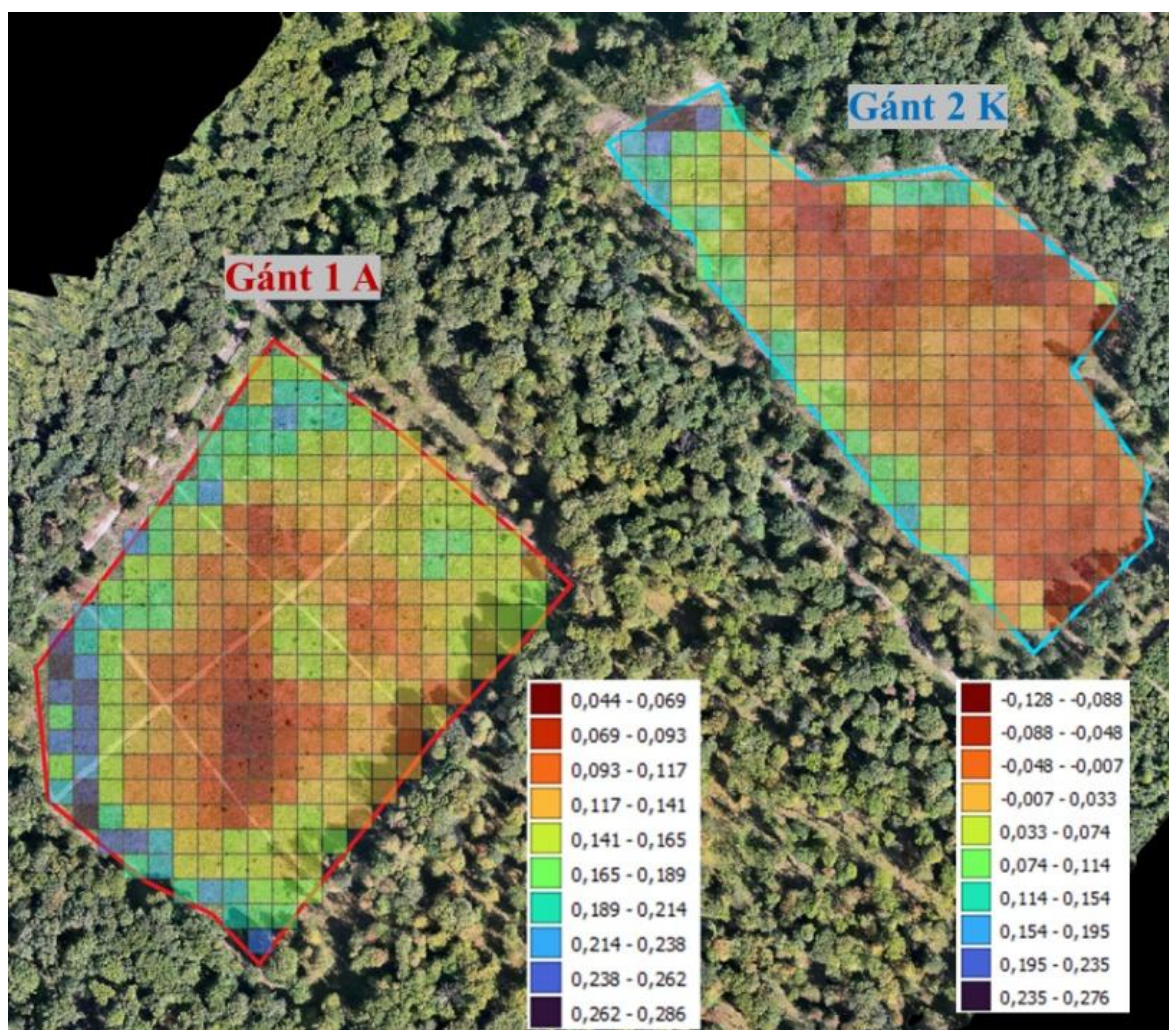 Gánt 2 K
Gánt 1 A
0,044 - 0,069
0,069 - 0,093
0,093 - 0,117
0,117 - 0,141
0,141 - 0,165
0,165 - 0,189
0,189 - 0,214
0,214 - 0,238
0,238 - 0,262
0,262 - 0,286
-0,128 - -0,088
-0,088 - -0,048
-0,048 - -0,007
-0,007 - 0,033
0,033 - 0,074
0,074 - 0,114
0,114 - 0,154
0,154 - 0,195
0,195 - 0,235
0,235 - 0,276